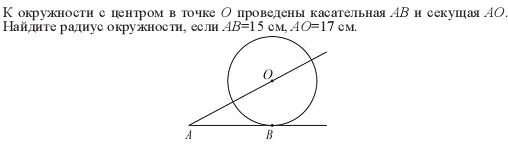 К окружности с центром в точке O проведены касательная AB и секущая AO.
Найдите радиус окружности, если AB=15 см, AO=17 см.
O
A
B